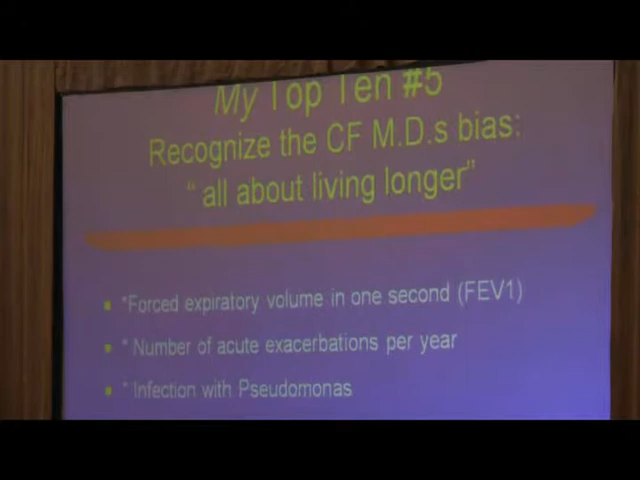 My Top Ten #5
Recognize the CF M.D.s bias:
“ all about living longer”
*Forced expiratory volume in one second (FEV1)
* Number of acute exacerbations per year
* Infection with Pseudomonas